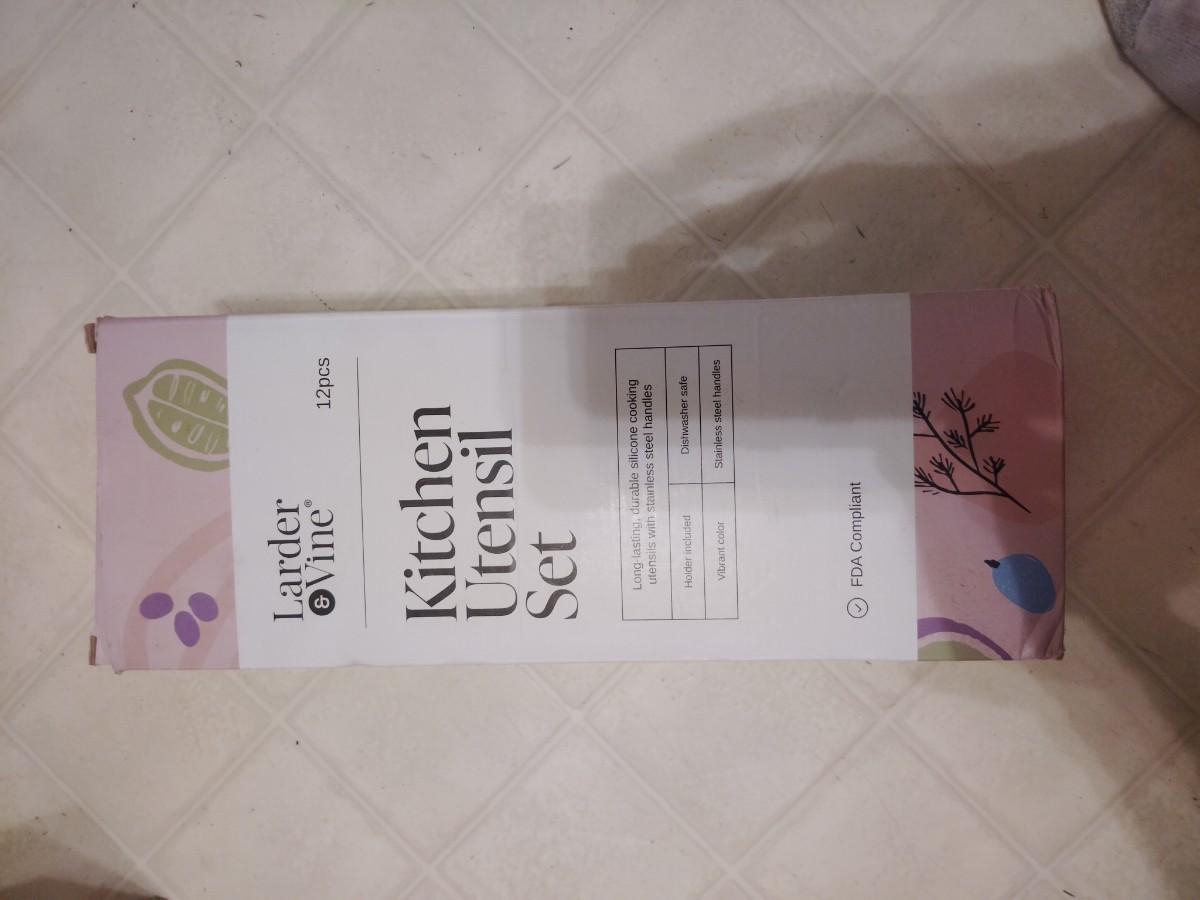 12pcs
Larder
&Vine®
Kitchen
Utensil
Set
Long-lasting, durable silicone cooking
utensils with stainless steel handles
Holder included
Dishwasher safe
Vibrant color
Stainless steel handles
FDA Compliant